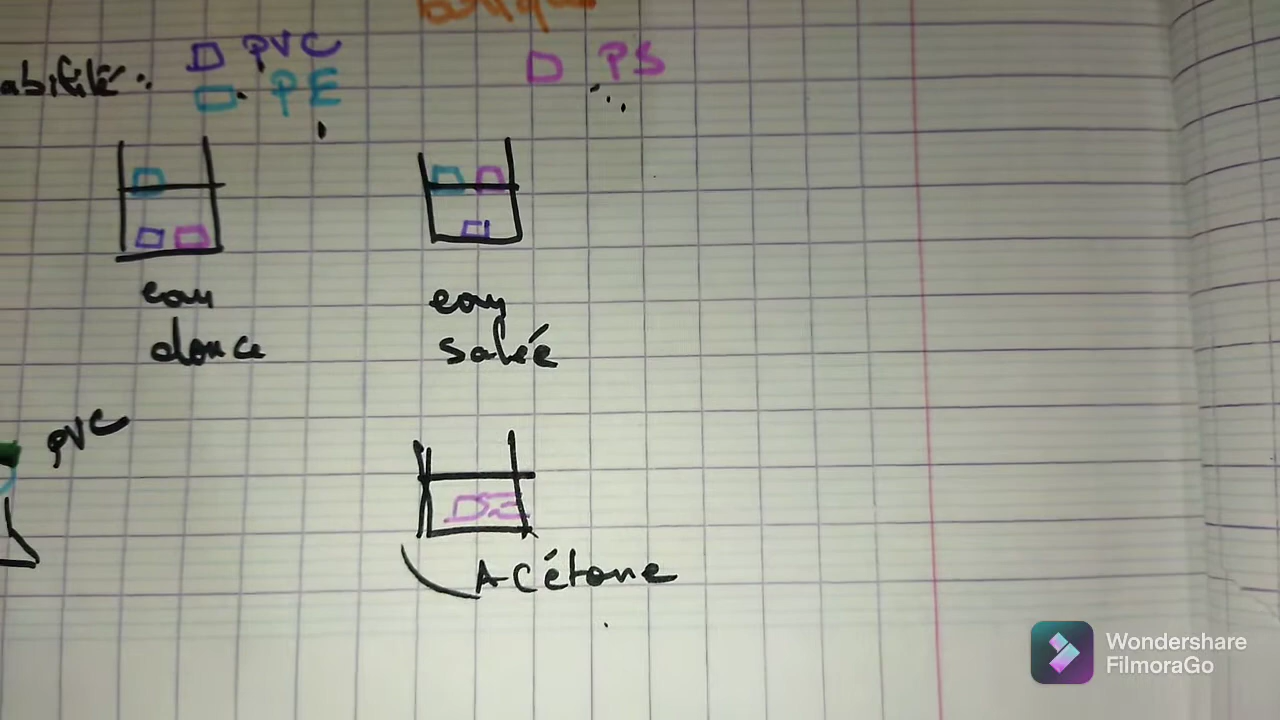 PVC
PS
abilité:
PE
eau
douce
eau
salée
PVC
Acétone
Wondershare
FilmoraGo